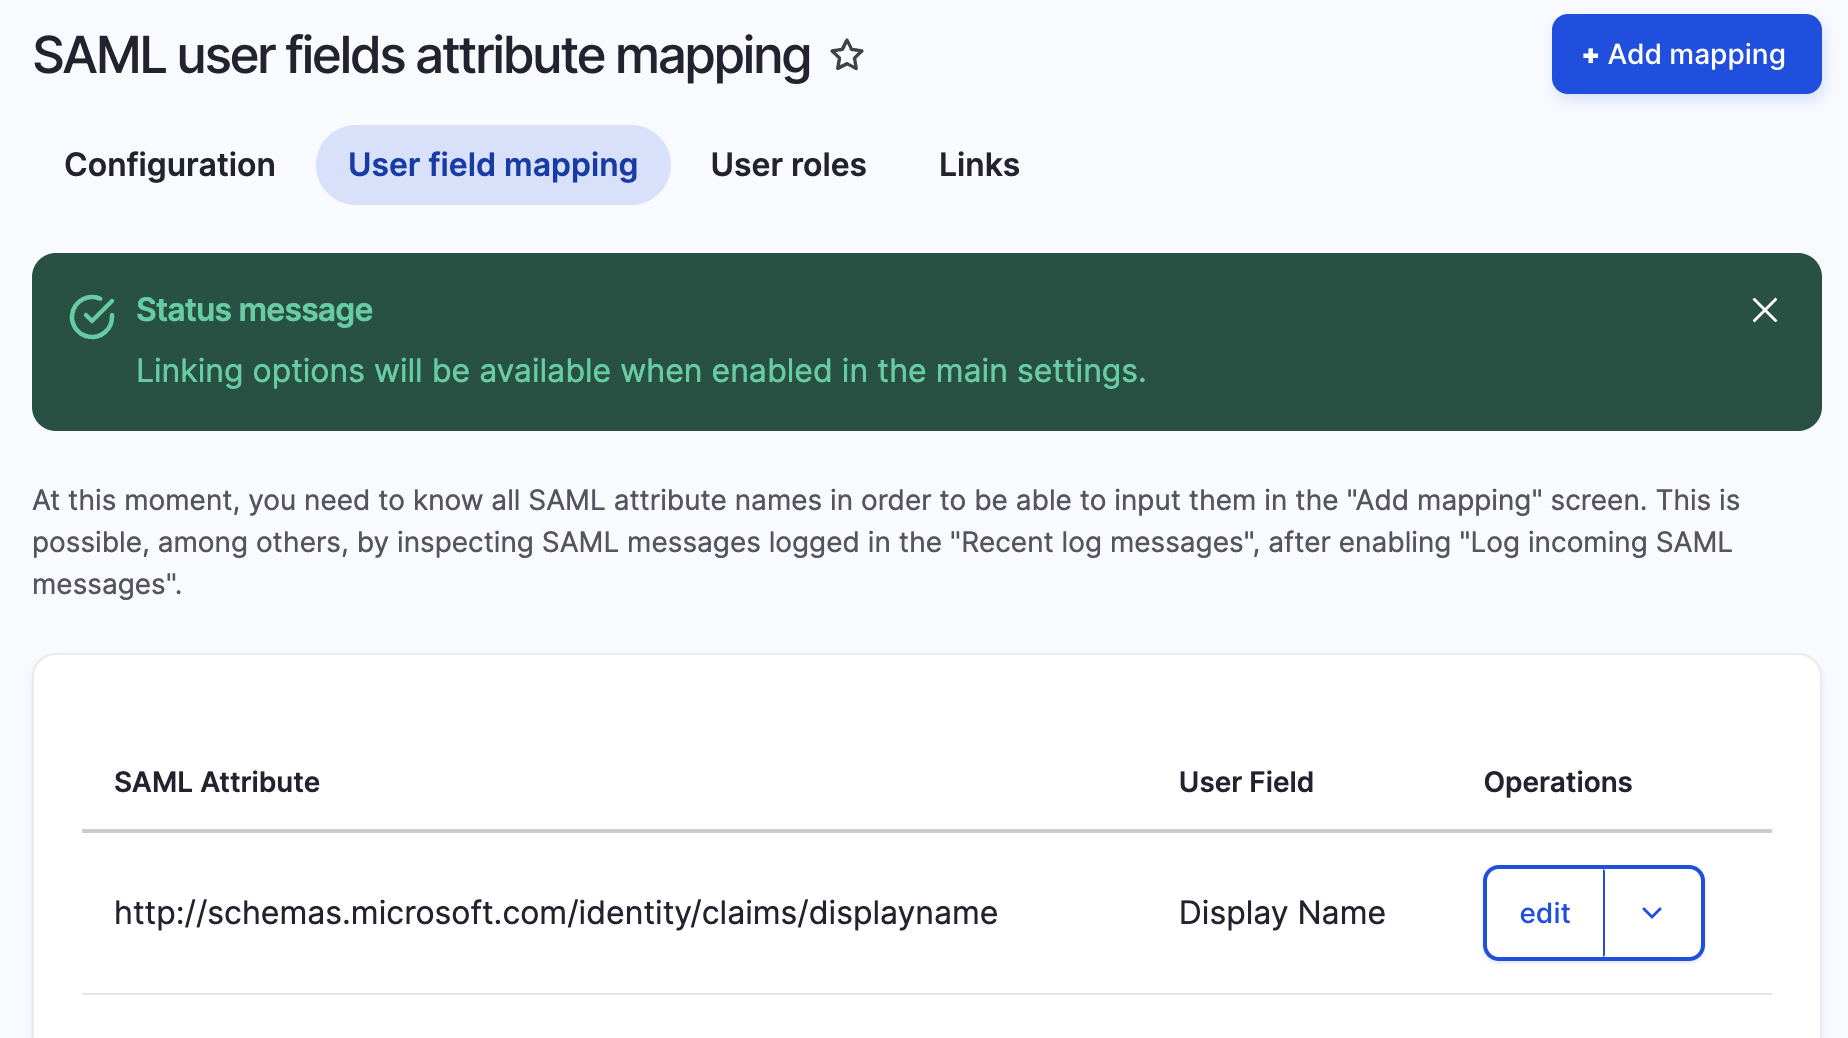 SAML user fields attribute mapping
+ Add mapping
Configuration User field mapping User roles Links
Status message
Linking options will be available when enabled in the main settings.
At this moment, you need to know all SAML attribute names in order to be able to input them in the "Add mapping" screen. This is
possible, among others, by inspecting SAML messages logged in the "Recent log messages", after enabling "Log incoming SAML
messages".
SAML Attribute User Field Operations
http://schemas.microsoft.com/identity/claims/displayname Display Name edit